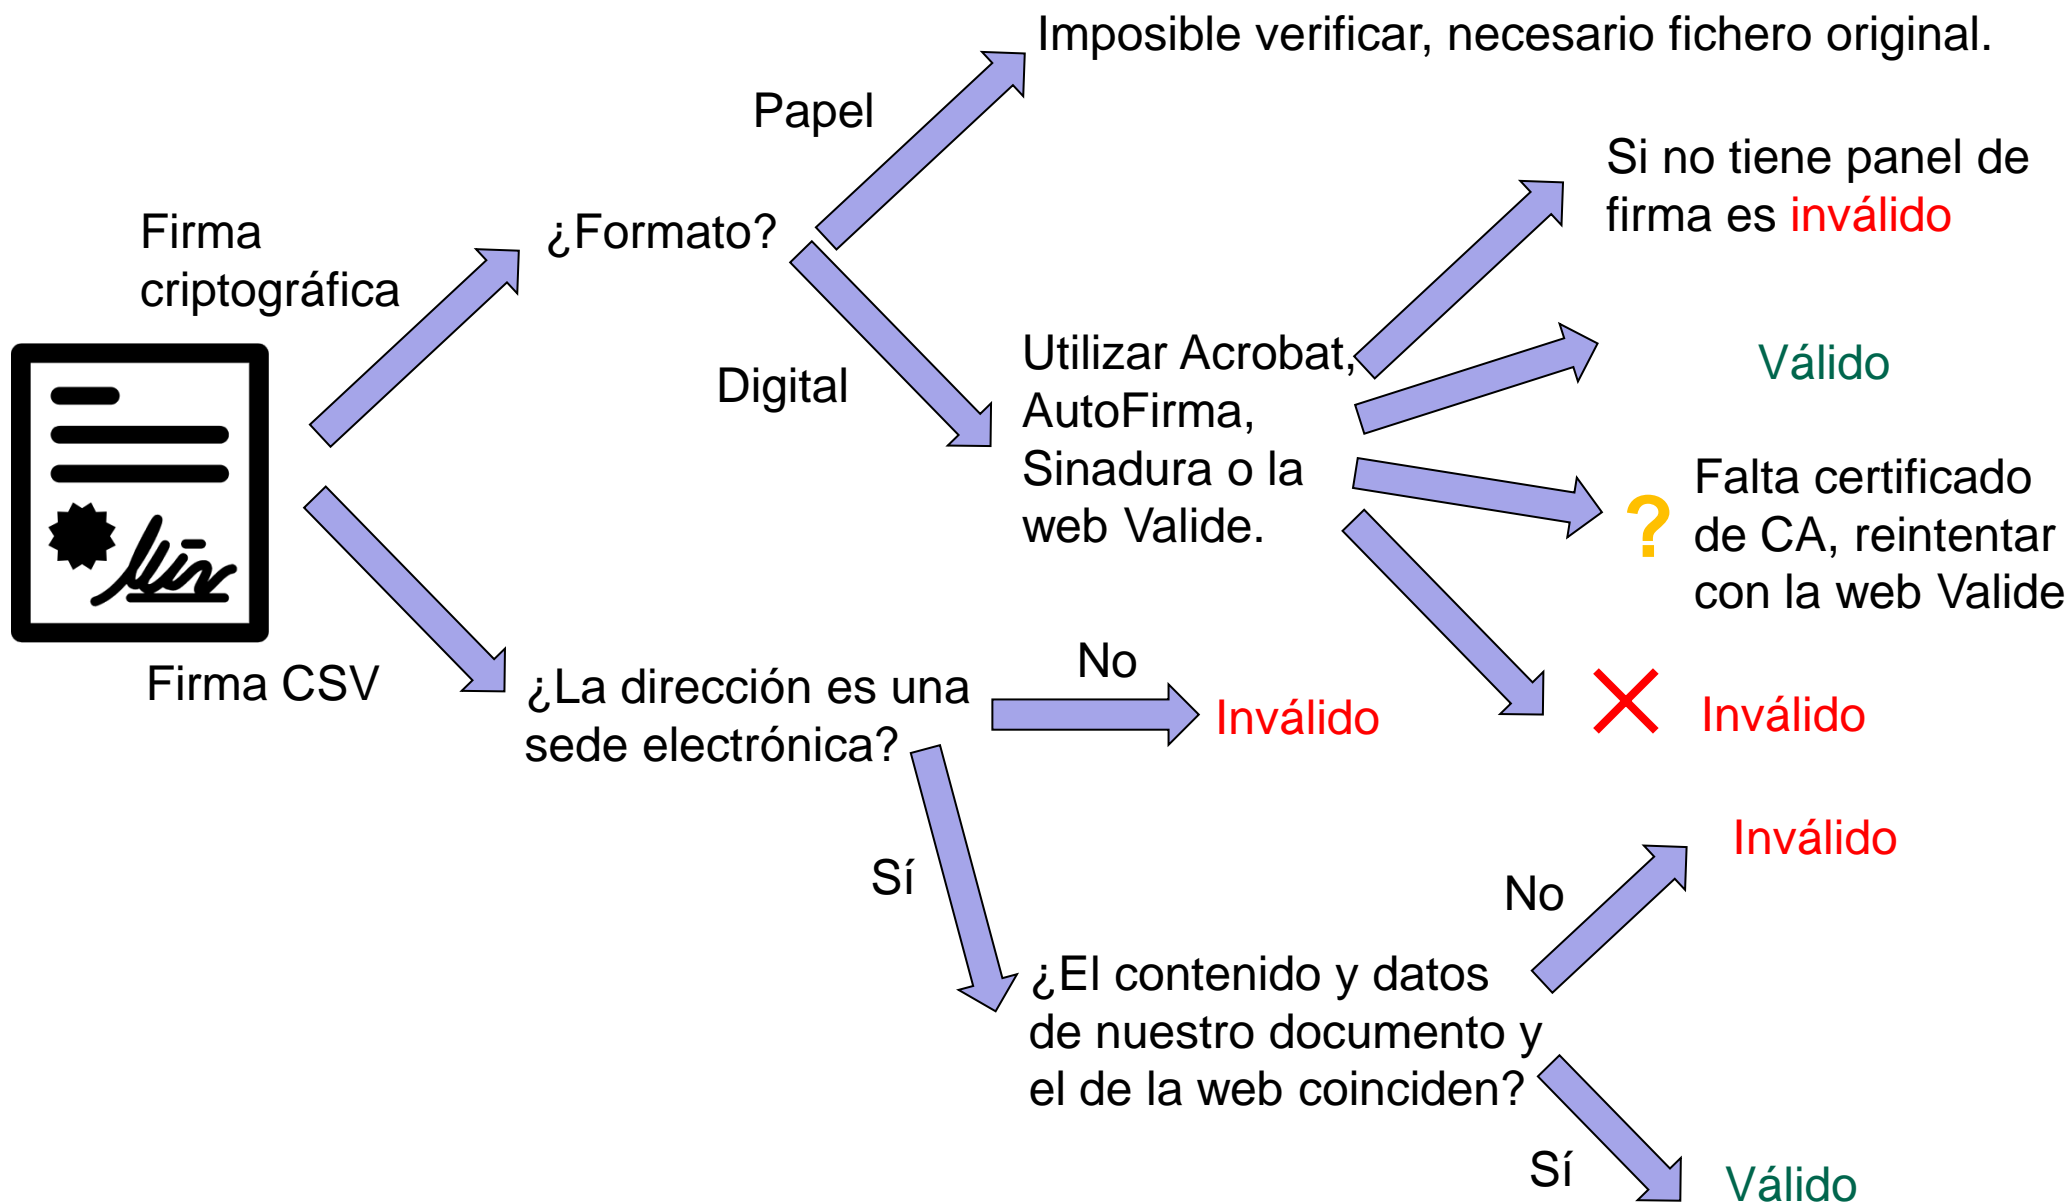 Imposible verificar, necesario fichero original.
Papel
Si no tiene panel de
firma es inválido
Firma
criptográfica
¿Formato?
Válido
Digital
Utilizar Acrobat,
AutoFirma,
Sinadura o la
web Valide.
?
Falta certificado
de CA, reintentar
con la web Valide
Firma CSV
¿La dirección es una
sede electrónica?
No
Inválido
Inválido
Sí
No
Inválido
¿El contenido y datos
de nuestro documento y
el de la web coinciden?
Sí
Válido